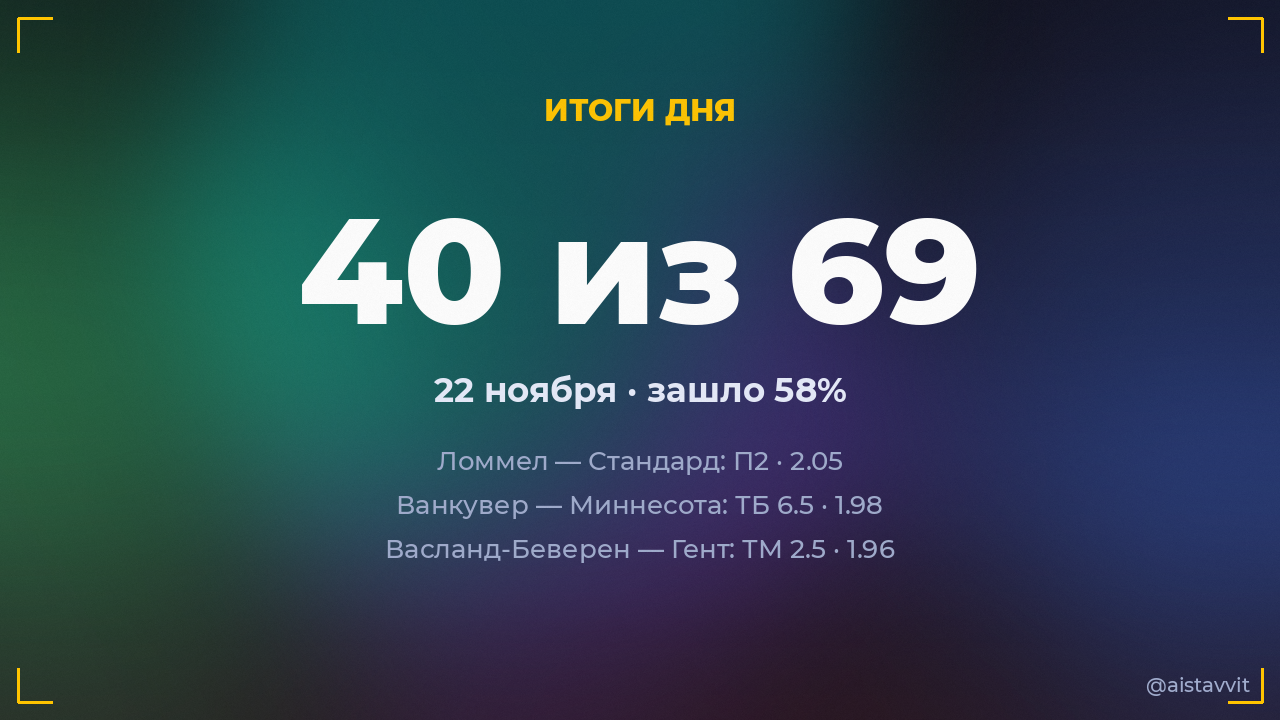 ИТОГИ ДНЯ
40 из 69
22 ноября · зашло 58%
Ломмел — Стандард: П2 · 2.05
Ванкувер — Миннесота: ТБ 6.5 · 1.98
Васланд-Беверен — Гент: ТМ 2.5 · 1.96
@aistavvit